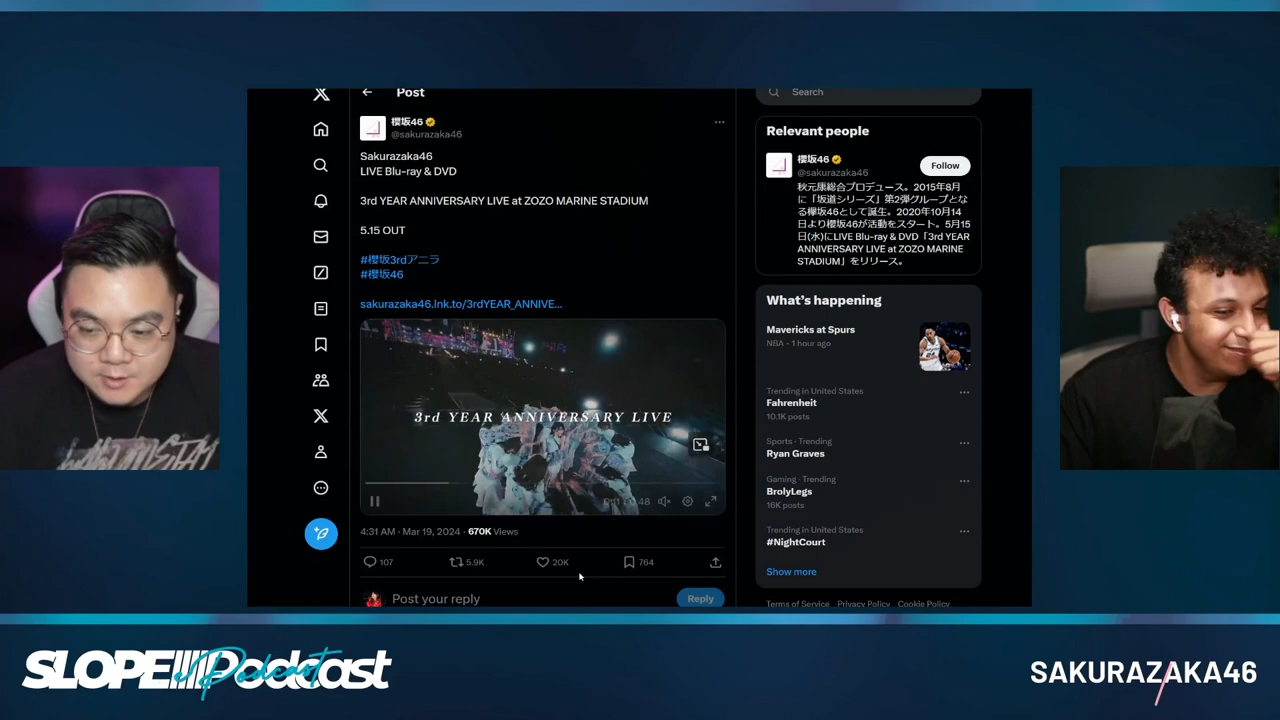 Post
櫻坂46
@sakurazaka46
Sakurazaka46
LIVE Blu-ray & DVD
3rd YEAR ANNIVERSARY LIVE at ZOZO MARINE STADIUM
5.15 OUT
#櫻坂3rdアニラ
#櫻坂46
sakurazaka46.lnk.to/3rdYEAR_ANNIVE...
3rd YEAR ANNIVERSARY LIVE
4:31 AM · Mar 19, 2024 · 670K Views
107 5.9K 20K 764
Post your reply
Reply
Search
Relevant people
櫻坂46
@sakurazaka46
Follow
秋元康総合プロデュース。2015年8月
に「坂道シリーズ」第2弾グループとな
る欅坂46として誕生。2020年10月14
日より櫻坂46が活動をスタート。5月15
日(水)にLIVE Blu-ray & DVD「3rd YEAR
ANNIVERSARY LIVE at ZOZO MARINE
STADIUM」をリリース。
What's happening
Mavericks at Spurs
NBA · 1 hour ago
Trending in United States
Fahrenheit
10.1K posts
Sports · Trending
Ryan Graves
Gaming · Trending
BrolyLegs
16K posts
Trending in United States
#NightCourt
Show more
Terms of Service Privacy Policy Cookie Policy
SLOPE Podcast
SAKURAZAKA46